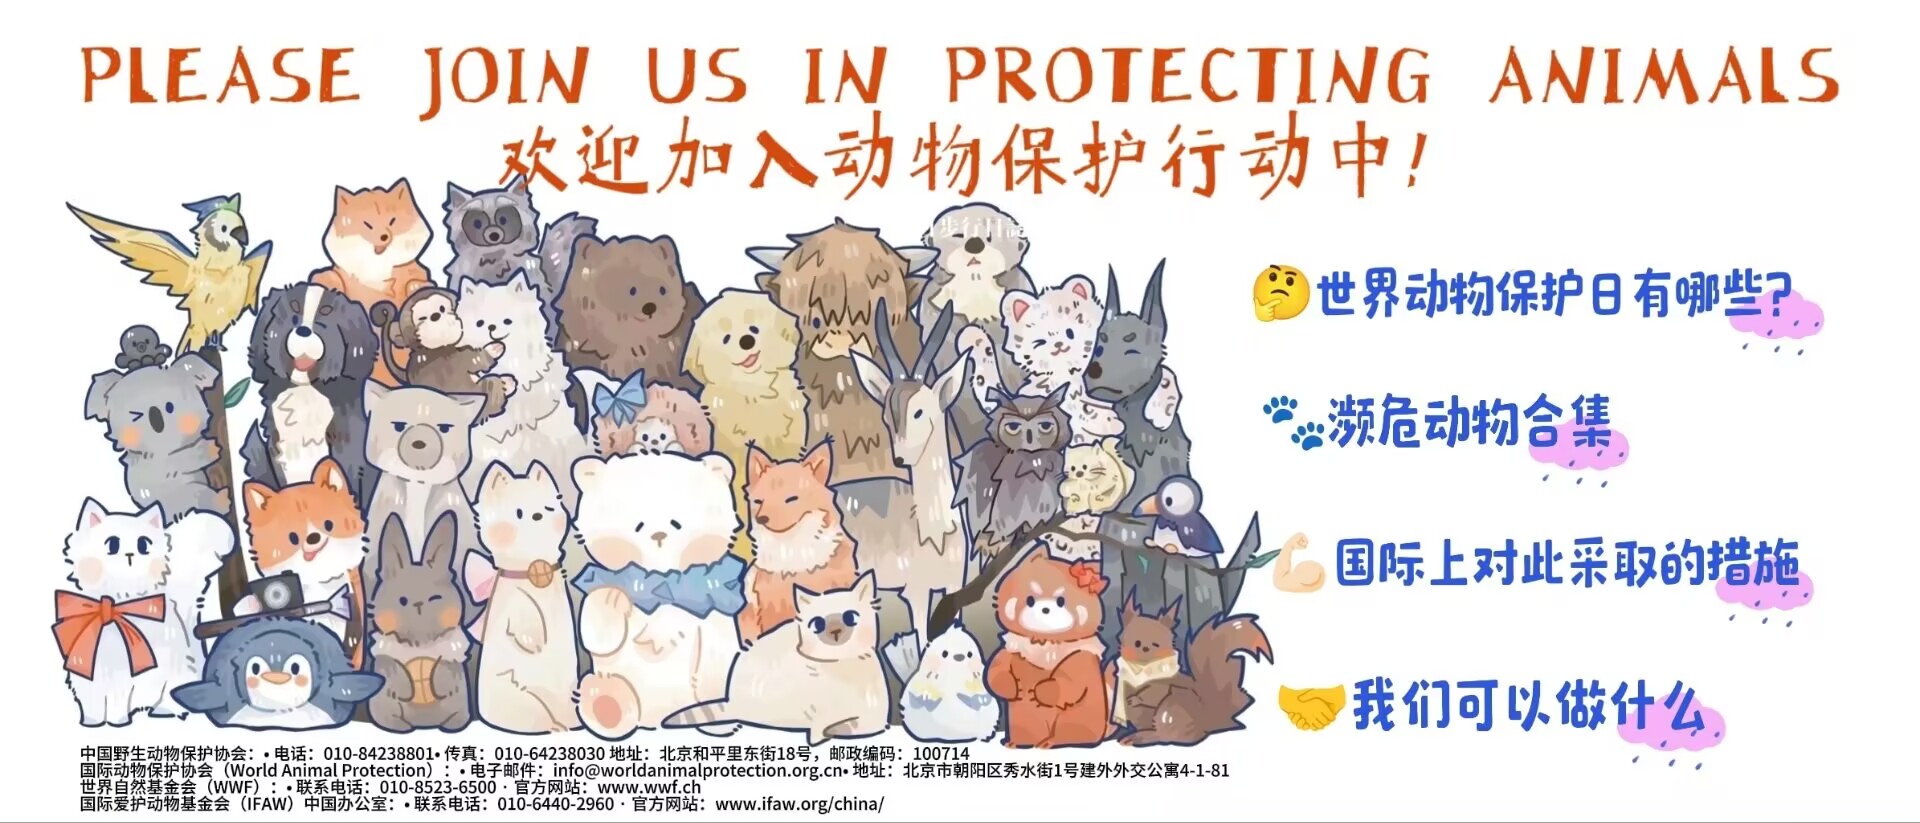 PLEASE JOIN US IN PROTECTING ANIMALS
欢迎加入动物保护行动中!
步行日記
世界动物保护日有哪些?
濒危动物合集
国际上对此采取的措施
我们可以做什么
中国野生动物保护协会：• 电话：010-84238801• 传真：010-64238030 地址：北京和平里东街18号，邮政编码：100714
国际动物保护协会（World Animal Protection）：• 电子邮件：info@worldanimalprotection.org.cn• 地址：北京市朝阳区秀水街1号建外外交公寓4-1-81
世界自然基金会（WWF）：• 联系电话：010-8523-6500 · 官方网站：www.wwf.ch
国际爱护动物基金会（IFAW）中国办公室：• 联系电话：010-6440-2960 · 官方网站：www.ifaw.org/china/